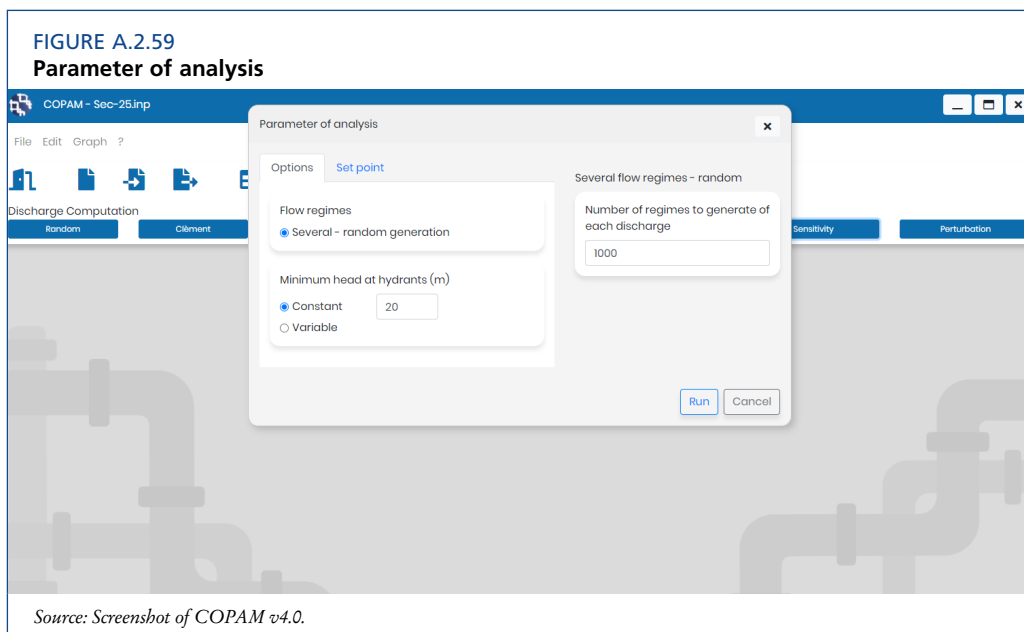 FIGURE A.2.59
Parameter of analysis
COPAM - Sec-25.inp
File Edit Graph ?
Discharge Computation
Random
Clèment
Sensitivity
Perturbation
Parameter of analysis
Options
Set point
Flow regimes
Several - random generation
Minimum head at hydrants (m)
Constant
20
Variable
Several flow regimes - random
Number of regimes to generate of
each discharge
1000
Run
Cancel
Source: Screenshot of COPAM v4.0.